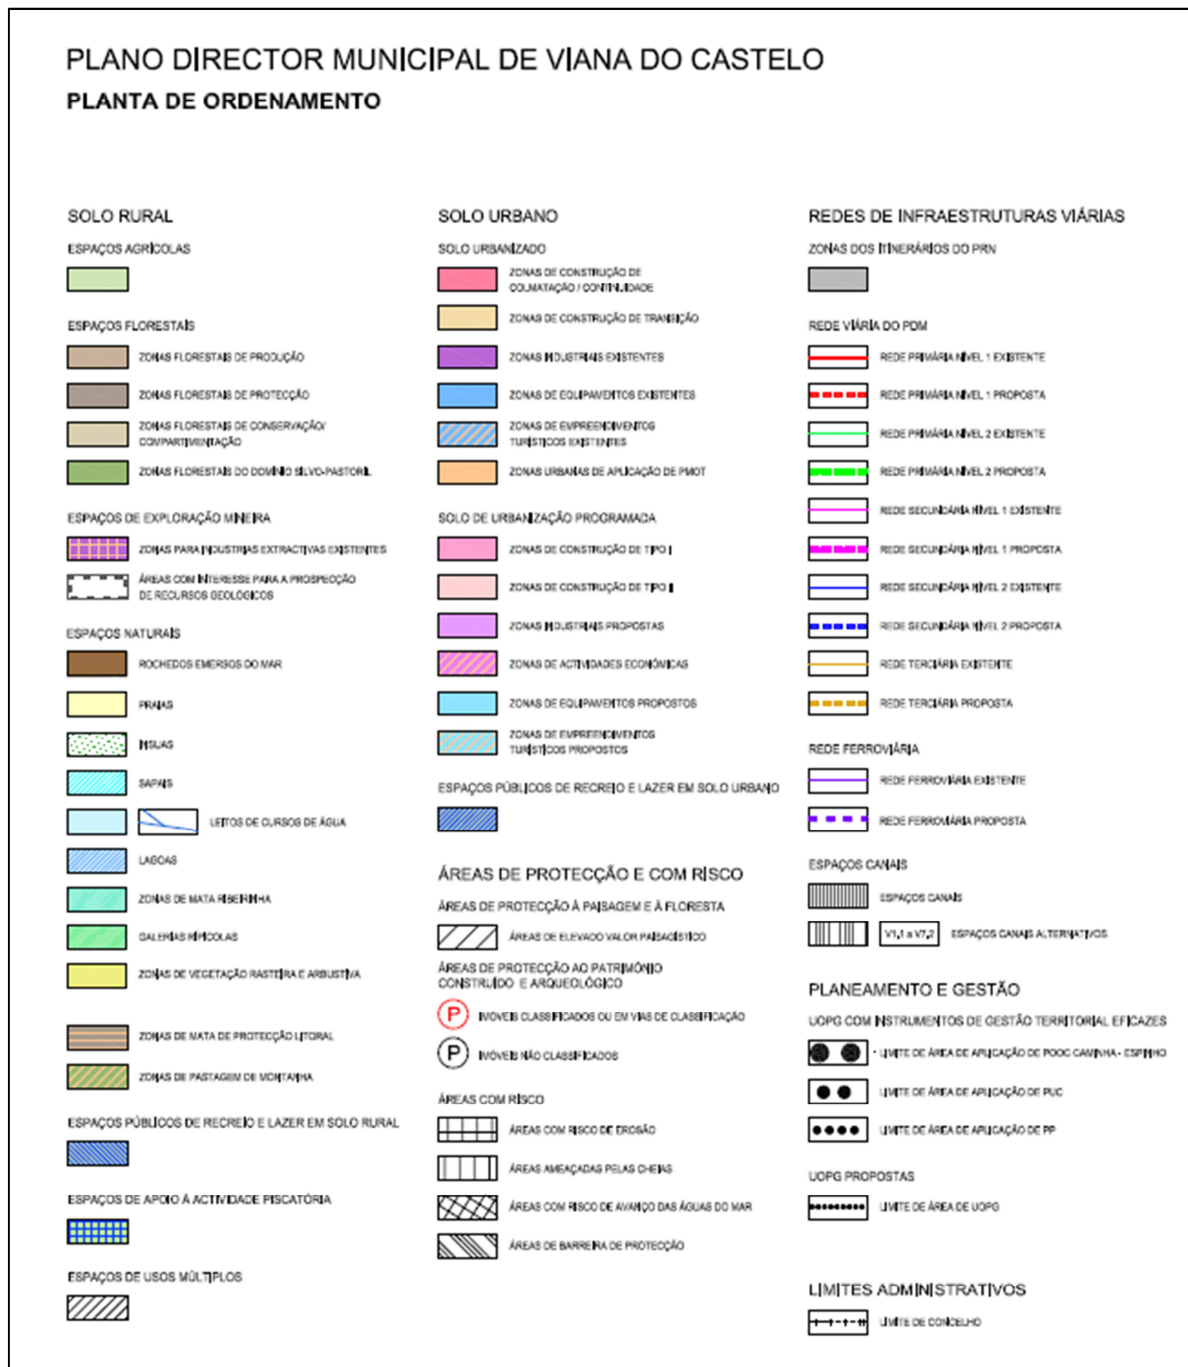 PLANO DIRECTOR MUNICIPAL DE VIANA DO CASTELO
PLANTA DE ORDENAMENTO
SOLO RURAL
ESPAÇOS AGRÍCOLAS
ESPAÇOS FLORESTAIS
ZONAS FLORESTAIS DE PRODUÇÃO
ZONAS FLORESTAIS DE PROTECÇÃO
ZONAS FLORESTAIS DE CONSERVAÇÃO/
COMPARTIMENTAÇÃO
ZONAS FLORESTAIS DO DOMÍNIO SILVO-PASTORIL
ESPAÇOS DE EXPLORAÇÃO MINEIRA
ZONAS PARA INDUSTRIAS EXTRACTIVAS EXISTENTES
ÁREAS COM INTERESSE PARA A PROSPECÇÃO
DE RECURSOS GEOLÓGICOS
ESPAÇOS NATURAIS
ROCHEDOS EMERSOS DO MAR
PRAIAS
ÍNSUAS
SAPAIS
LEITOS DE CURSOS DE ÁGUA
LAGOAS
ZONAS DE MATA RIBEIRINHA
GALERIAS RIPÍCOLAS
ZONAS DE VEGETAÇÃO RASTEIRA E ARBUSTIVA
ZONAS DE MATA DE PROTECÇÃO LITORAL
ZONAS DE PASTAGEM DE MONTANHA
ESPAÇOS PÚBLICOS DE RECREIO E LAZER EM SOLO RURAL
ESPAÇOS DE APOIO À ACTIVIDADE PISCATÓRIA
ESPAÇOS DE USOS MÚLTIPLOS
SOLO URBANO
SOLO URBANIZADO
ZONAS DE CONSTRUÇÃO DE
COLMATAÇÃO / CONTINUIDADE
ZONAS DE CONSTRUÇÃO DE TRANSIÇÃO
ZONAS INDUSTRIAIS EXISTENTES
ZONAS DE EQUIPAMENTOS EXISTENTES
ZONAS DE EMPREENDIMENTOS
TURÍSTICOS EXISTENTES
ZONAS URBANAS DE APLICAÇÃO DE PMOT
SOLO DE URBANIZAÇÃO PROGRAMADA
ZONAS DE CONSTRUÇÃO DE TIPO I
ZONAS DE CONSTRUÇÃO DE TIPO II
ZONAS INDUSTRIAIS PROPOSTAS
ZONAS DE ACTIVIDADES ECONÓMICAS
ZONAS DE EQUIPAMENTOS PROPOSTOS
ZONAS DE EMPREENDIMENTOS
TURÍSTICOS PROPOSTOS
ESPAÇOS PÚBLICOS DE RECREIO E LAZER EM SOLO URBANO
ÁREAS DE PROTECÇÃO E COM RISCO
ÁREAS DE PROTECÇÃO À PAISAGEM E À FLORESTA
ÁREAS DE ELEVADO VALOR PAISAGÍSTICO
ÁREAS DE PROTECÇÃO AO PATRIMÓNIO
CONSTRUÍDO E ARQUEOLÓGICO
P IMÓVEIS CLASSIFICADOS OU EM VIAS DE CLASSIFICAÇÃO
P IMÓVEIS NÃO CLASSIFICADOS
ÁREAS COM RISCO
ÁREAS COM RISCO DE EROSÃO
ÁREAS AMEAÇADAS PELAS CHEIAS
ÁREAS COM RISCO DE AVANÇO DAS ÁGUAS DO MAR
ÁREAS DE BARREIRA DE PROTECÇÃO
REDES DE INFRAESTRUTURAS VIÁRIAS
ZONAS DOS ITINERÁRIOS DO PRN
REDE VIÁRIA DO PDM
REDE PRIMÁRIA NÍVEL 1 EXISTENTE
REDE PRIMÁRIA NÍVEL 1 PROPOSTA
REDE PRIMÁRIA NÍVEL 2 EXISTENTE
REDE PRIMÁRIA NÍVEL 2 PROPOSTA
REDE SECUNDÁRIA NÍVEL 1 EXISTENTE
REDE SECUNDÁRIA NÍVEL 1 PROPOSTA
REDE SECUNDÁRIA NÍVEL 2 EXISTENTE
REDE SECUNDÁRIA NÍVEL 2 PROPOSTA
REDE TERCIÁRIA EXISTENTE
REDE TERCIÁRIA PROPOSTA
REDE FERROVIÁRIA
REDE FERROVIÁRIA EXISTENTE
REDE FERROVIÁRIA PROPOSTA
ESPAÇOS CANAIS
ESPAÇOS CANAIS
V1,1 a V7,2 ESPAÇOS CANAIS ALTERNATIVOS
PLANEAMENTO E GESTÃO
UOPG COM INSTRUMENTOS DE GESTÃO TERRITORIAL EFICAZES
· LIMITE DE ÁREA DE APLICAÇÃO DE POOC CAMINHA - ESPINHO
LIMITE DE ÁREA DE APLICAÇÃO DE PUC
LIMITE DE ÁREA DE APLICAÇÃO DE PP
UOPG PROPOSTAS
LIMITE DE ÁREA DE UOPG
LIMITES ADMINISTRATIVOS
LIMITE DE CONCELHO